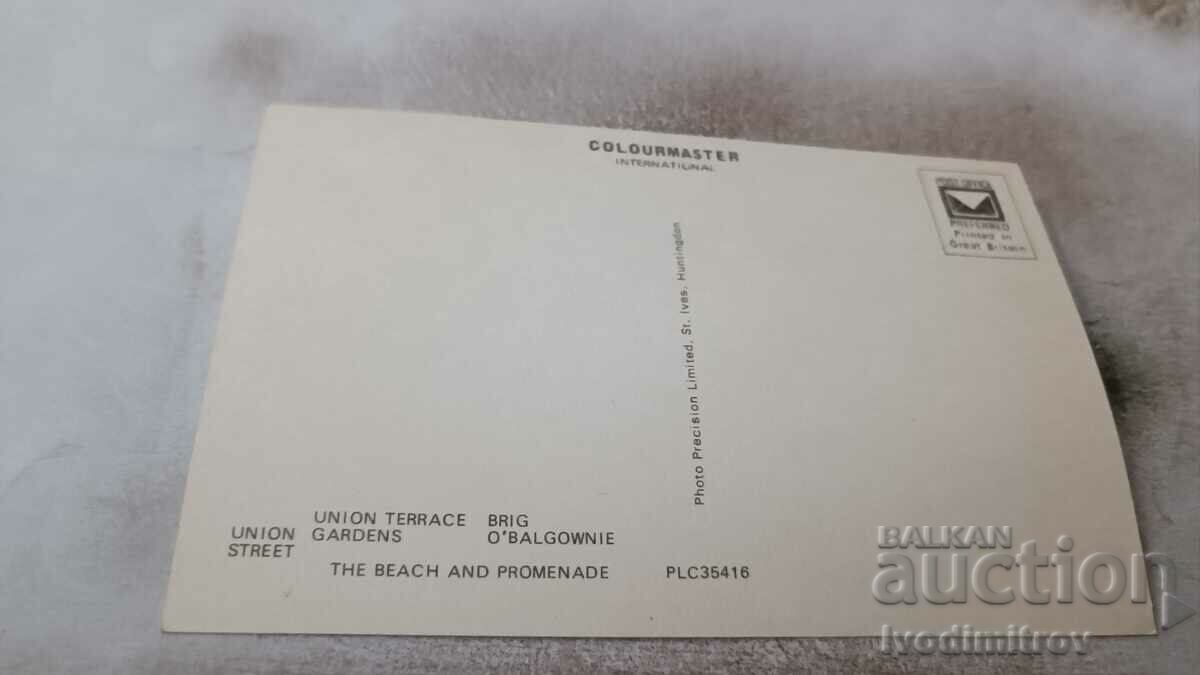 COLOURMASTER
INTERNATIONAL
POST OFFICE
PREFERRED
Printed in
Great Britain
Photo Precision Limited, St. Ives, Huntingdon
UNION TERRACE BRIG
UNION GARDENS O'BALGOWNIE
STREET
THE BEACH AND PROMENADE PLC35416
BALKAN
auction
Ivodimitrov